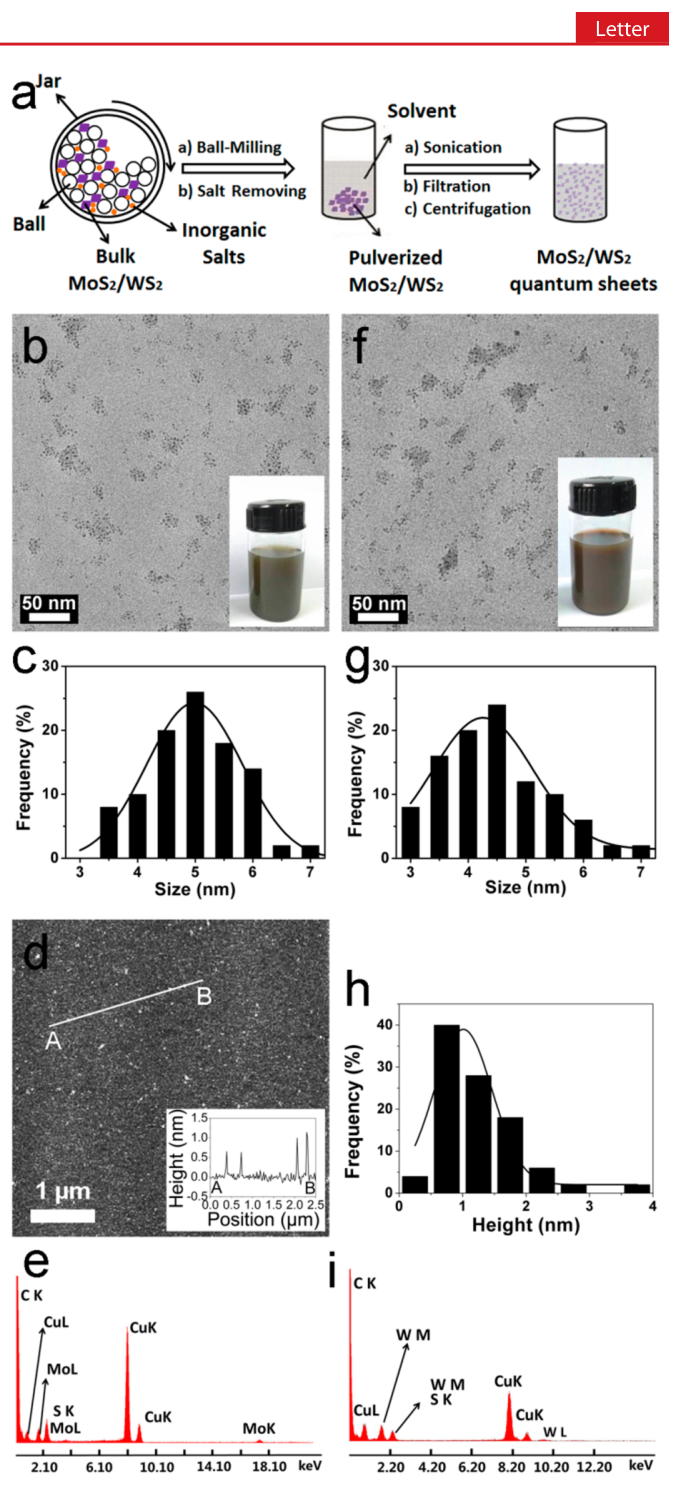 Letter
a
Jar
Ball
Bulk
MoS2/WS2
Inorganic
Salts
a) Ball-Milling
b) Salt Removing
Solvent
Pulverized
MoS2/WS2
a) Sonication
b) Filtration
c) Centrifugation
MoS2/WS2
quantum sheets
b
50 nm
f
50 nm
c
Frequency (%)
30
20
10
0
3 4 5 6 7
Size (nm)
g
Frequency (%)
30
20
10
0
3 4 5 6 7
Size (nm)
d
A
B
1 µm
Height (nm)
1.5
1.0
0.5
0.0
-0.5
A B
0.0 0.5 1.0 1.5 2.0 2.5
Position (µm)
h
Frequency (%)
40
30
20
10
0
0 1 2 3 4
Height (nm)
e
C K
CuL
MoL
S K
MoL
CuK
CuK
MoK
2.10 6.10 10.10 14.10 18.10 keV
i
C K
CuL
W M
W M
S K
CuK
CuK
W L
2.20 4.20 6.20 8.20 10.20 12.20 keV